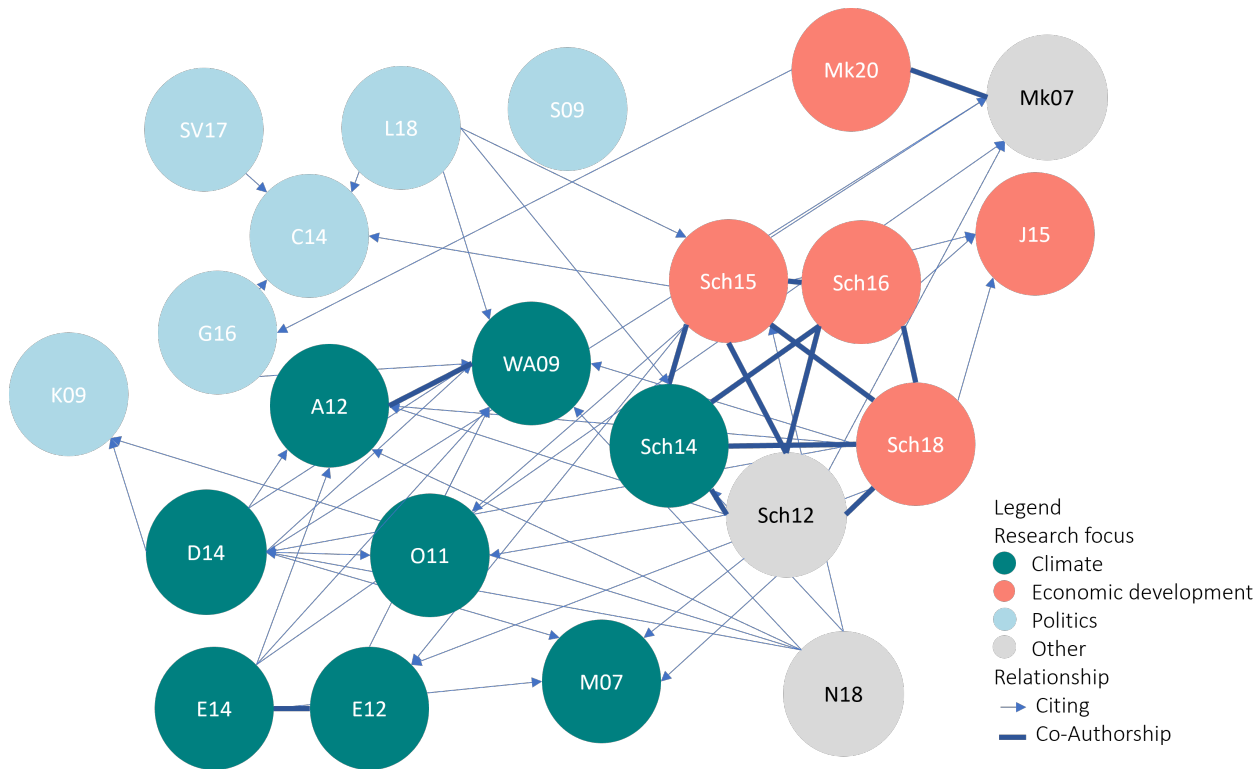 Mk20
Mk07
S09
SV17
L18
C14
J15
Sch15
Sch16
G16
WA09
K09
A12
Sch14
Sch18
Sch12
D14
O11
M07
N18
E14
E12
Legend
Research focus
Climate
Economic development
Politics
Other
Relationship
Citing
Co-Authorship